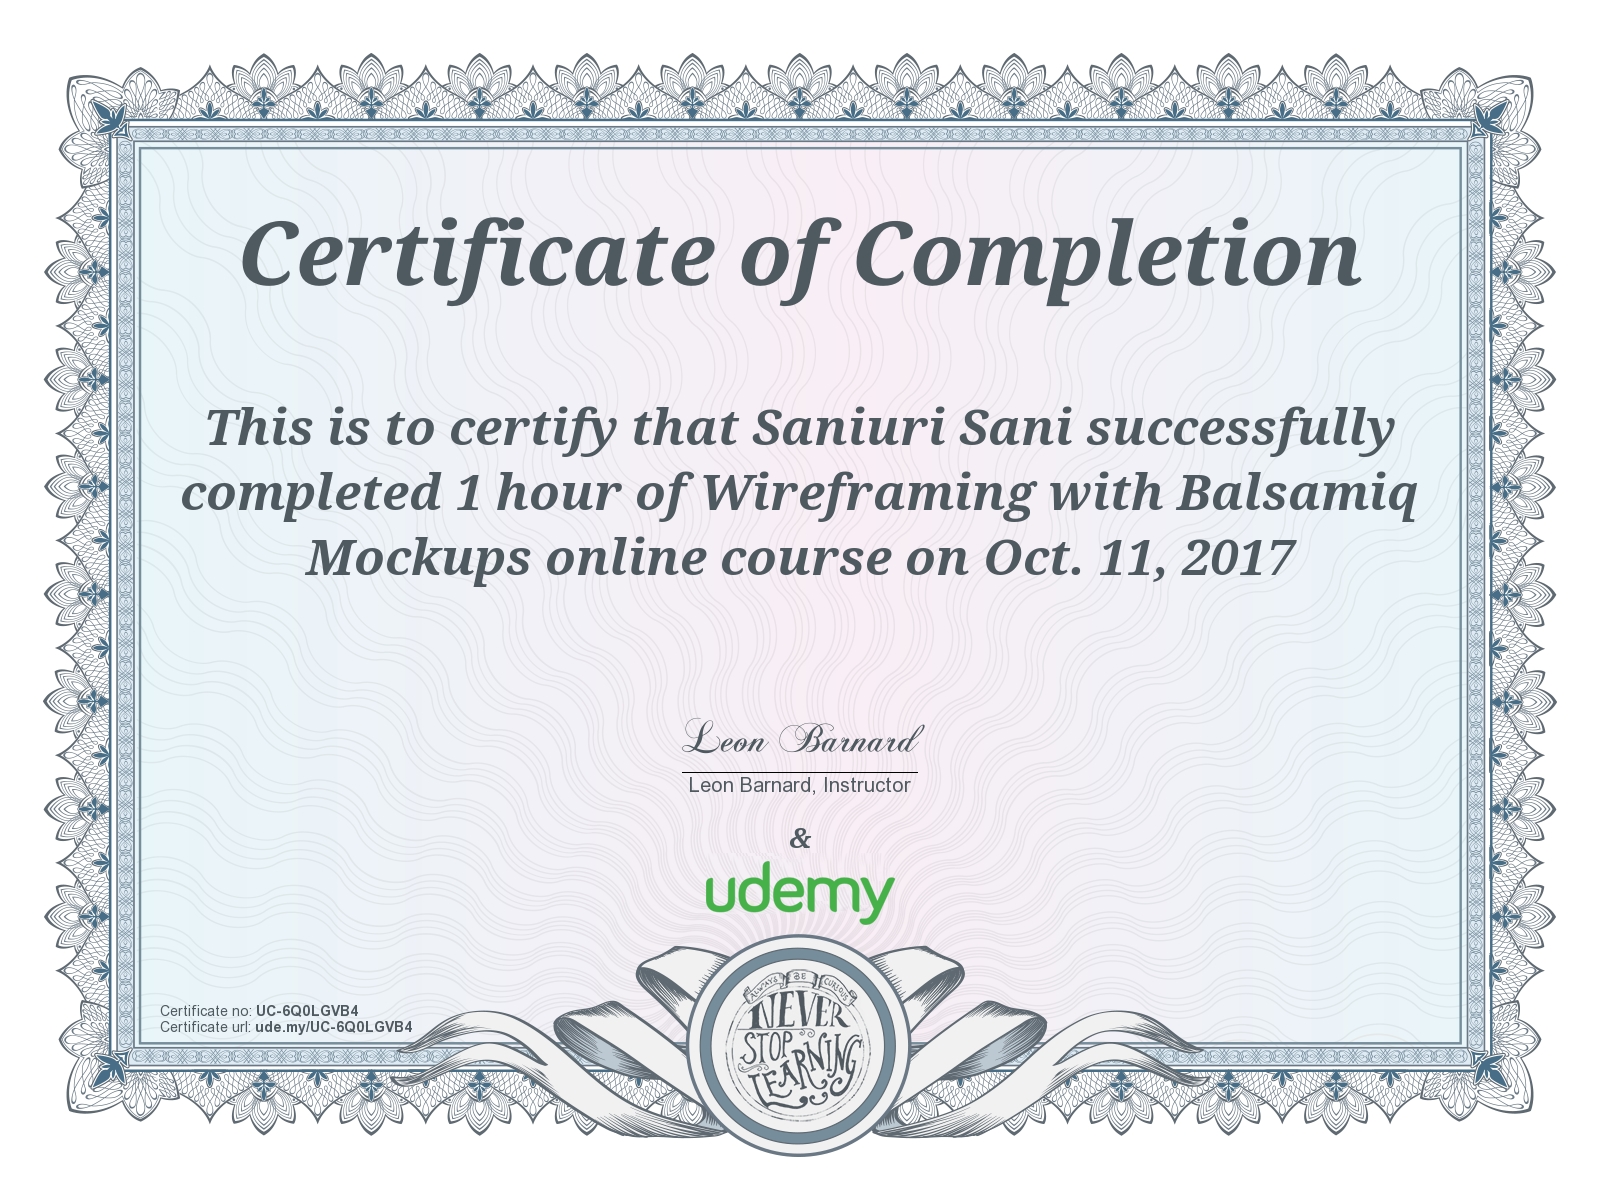 Certificate of Completion
This is to certify that Saniuri Sani successfully
completed 1 hour of Wireframing with Balsamiq
Mockups online course on Oct. 11, 2017
Leon Barnard
Leon Barnard, Instructor
&
udemy
Certificate no: UC-6Q0LGVB4
Certificate url: ude.my/UC-6Q0LGVB4
ALWAYS BE CURIOUS
NEVER
STOP
LEARNING